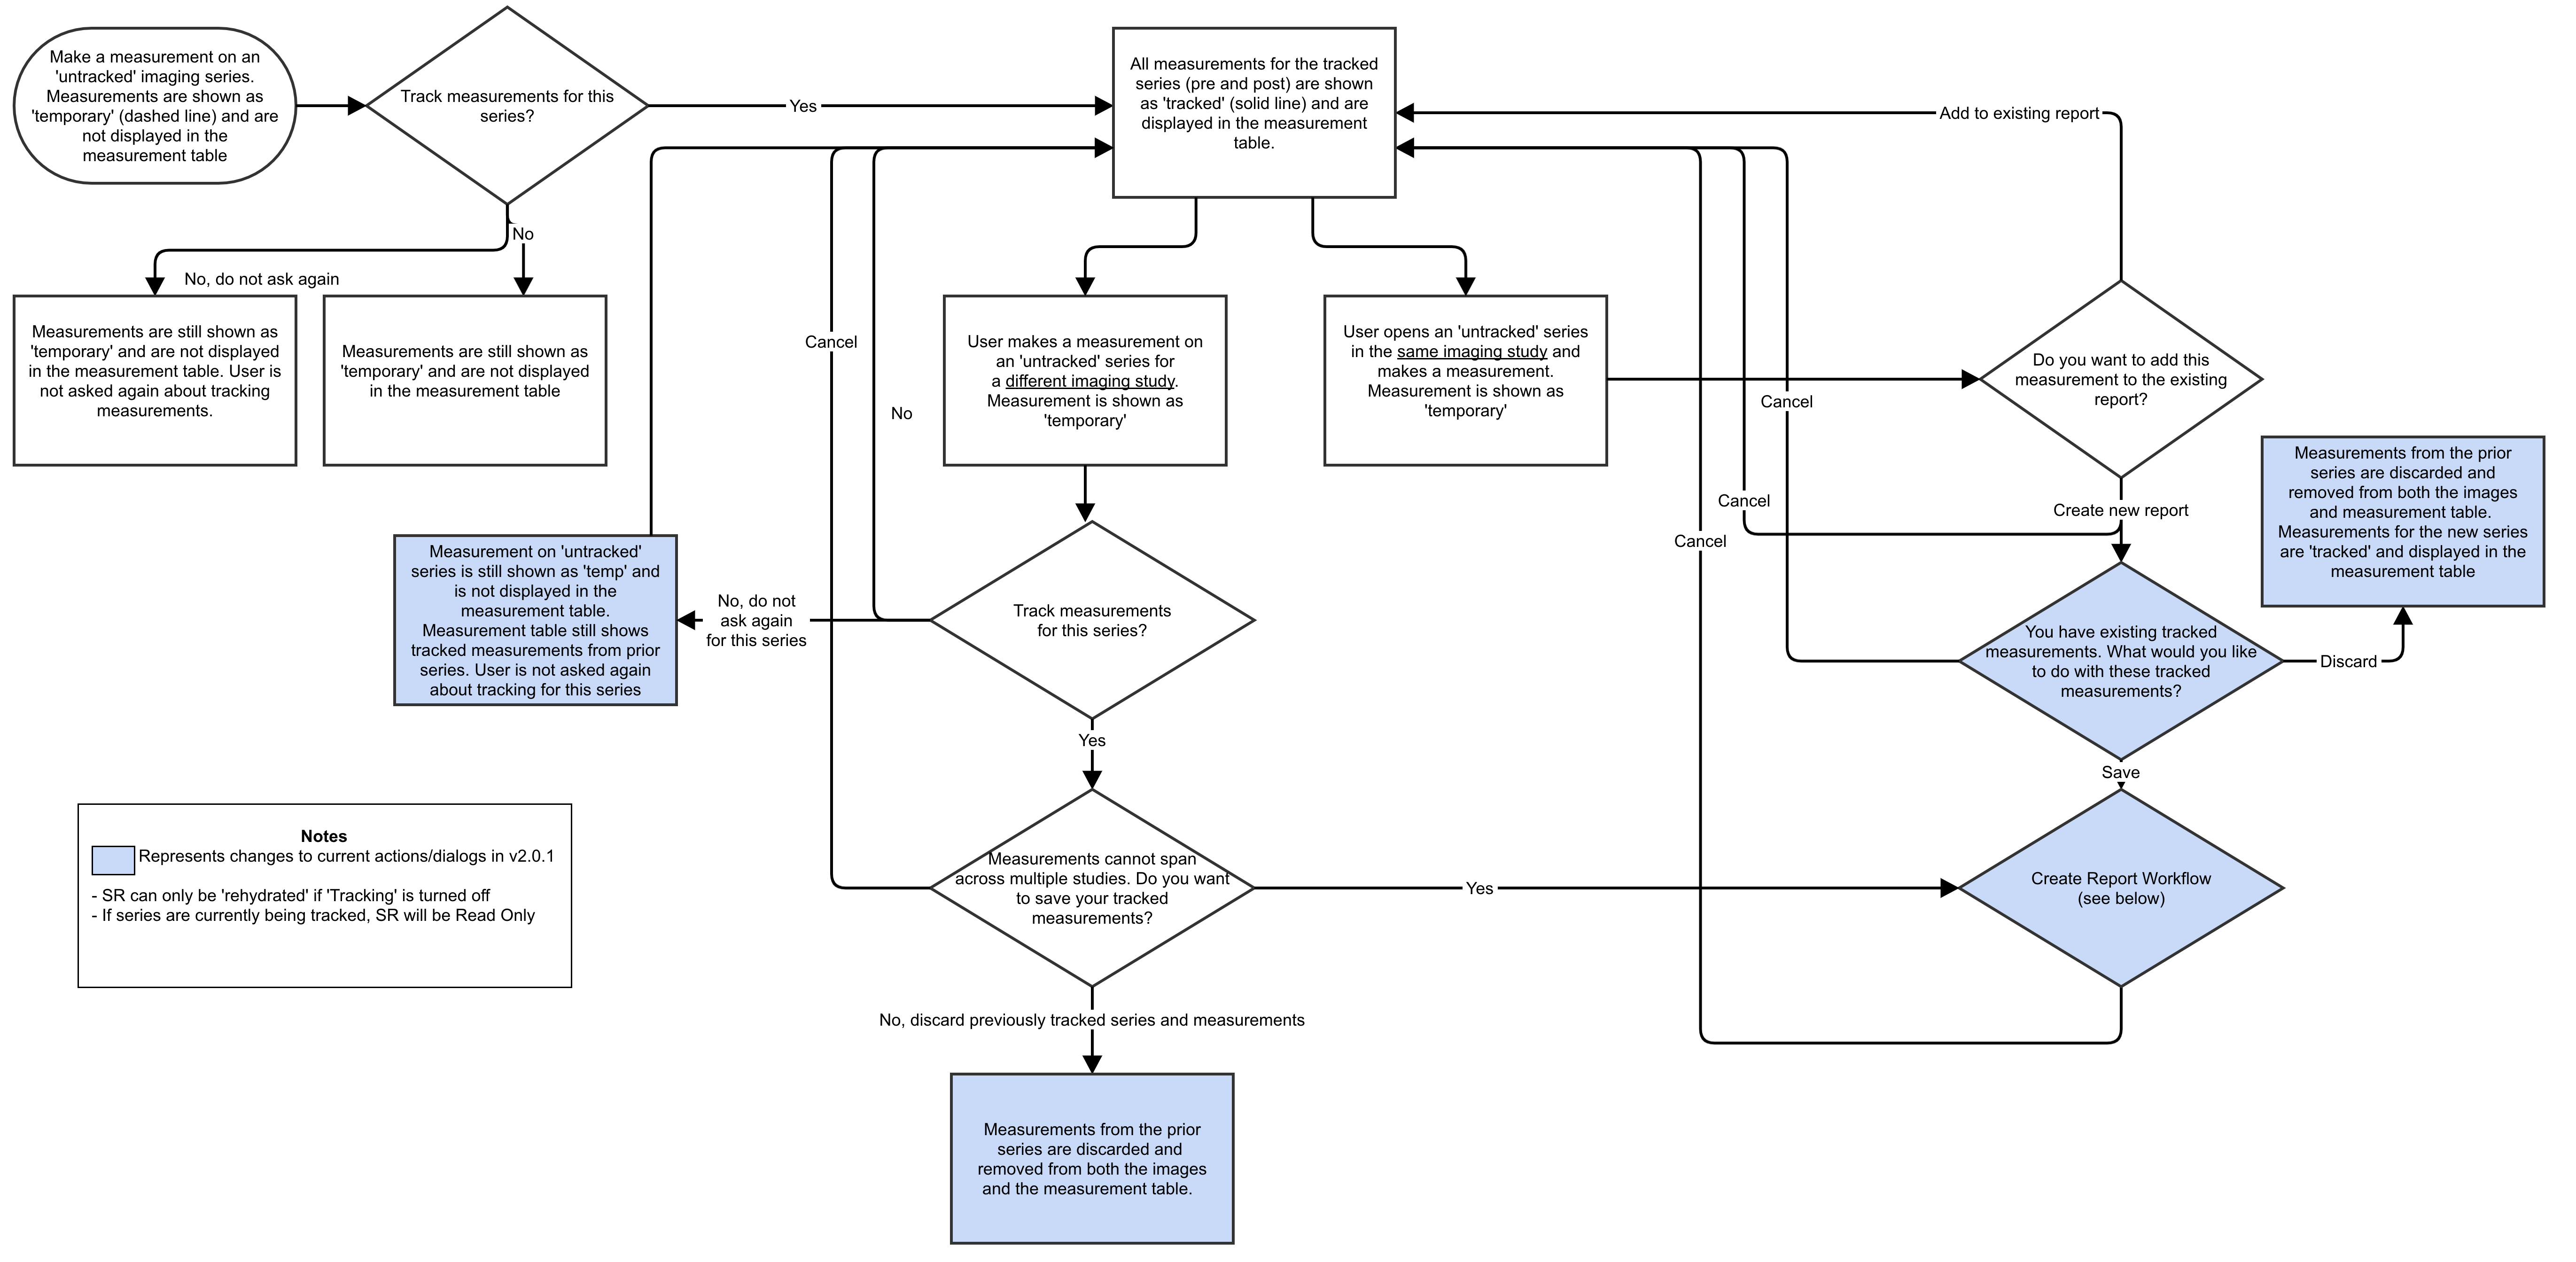 Make a measurement on an
'untracked' imaging series.
Measurements are shown as
'temporary' (dashed line) and are
not displayed in the
measurement table
Track measurements for this
series?
Yes
All measurements for the tracked
series (pre and post) are shown
as 'tracked' (solid line) and are
displayed in the measurement
table.
Add to existing report
No
No, do not ask again
Measurements are still shown as
'temporary' and are not displayed
in the measurement table. User is
not asked again about tracking
measurements.
Measurements are still shown as
'temporary' and are not displayed
in the measurement table
Cancel
No
User makes a measurement on
an 'untracked' series for
a different imaging study.
Measurement is shown as
'temporary'
User opens an 'untracked' series
in the same imaging study and
makes a measurement.
Measurement is shown as
'temporary'
Cancel
Cancel
Cancel
Do you want to add this
measurement to the existing
report?
Create new report
Measurements from the prior
series are discarded and
removed from both the images
and measurement table.
Measurements for the new series
are 'tracked' and displayed in the
measurement table
Measurement on 'untracked'
series is still shown as 'temp' and
is not displayed in the
measurement table.
Measurement table still shows
tracked measurements from prior
series. User is not asked again
about tracking for this series
No, do not
ask again
for this series
Track measurements
for this series?
You have existing tracked
measurements. What would you like
to do with these tracked
measurements?
Discard
Yes
Save
Notes
Represents changes to current actions/dialogs in v2.0.1
- SR can only be 'rehydrated' if 'Tracking' is turned off
- If series are currently being tracked, SR will be Read Only
Measurements cannot span
across multiple studies. Do you want
to save your tracked
measurements?
Yes
Create Report Workflow
(see below)
No, discard previously tracked series and measurements
Measurements from the prior
series are discarded and
removed from both the images
and the measurement table.